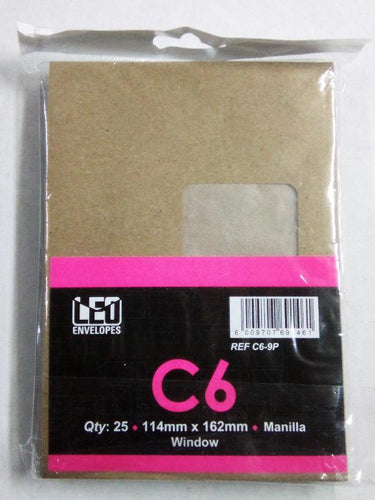 LEO
ENVELOPES
6 009707 69 461
REF C6-9P
C6
Qty: 25 ♦ 114mm x 162mm ♦ Manilla
Window